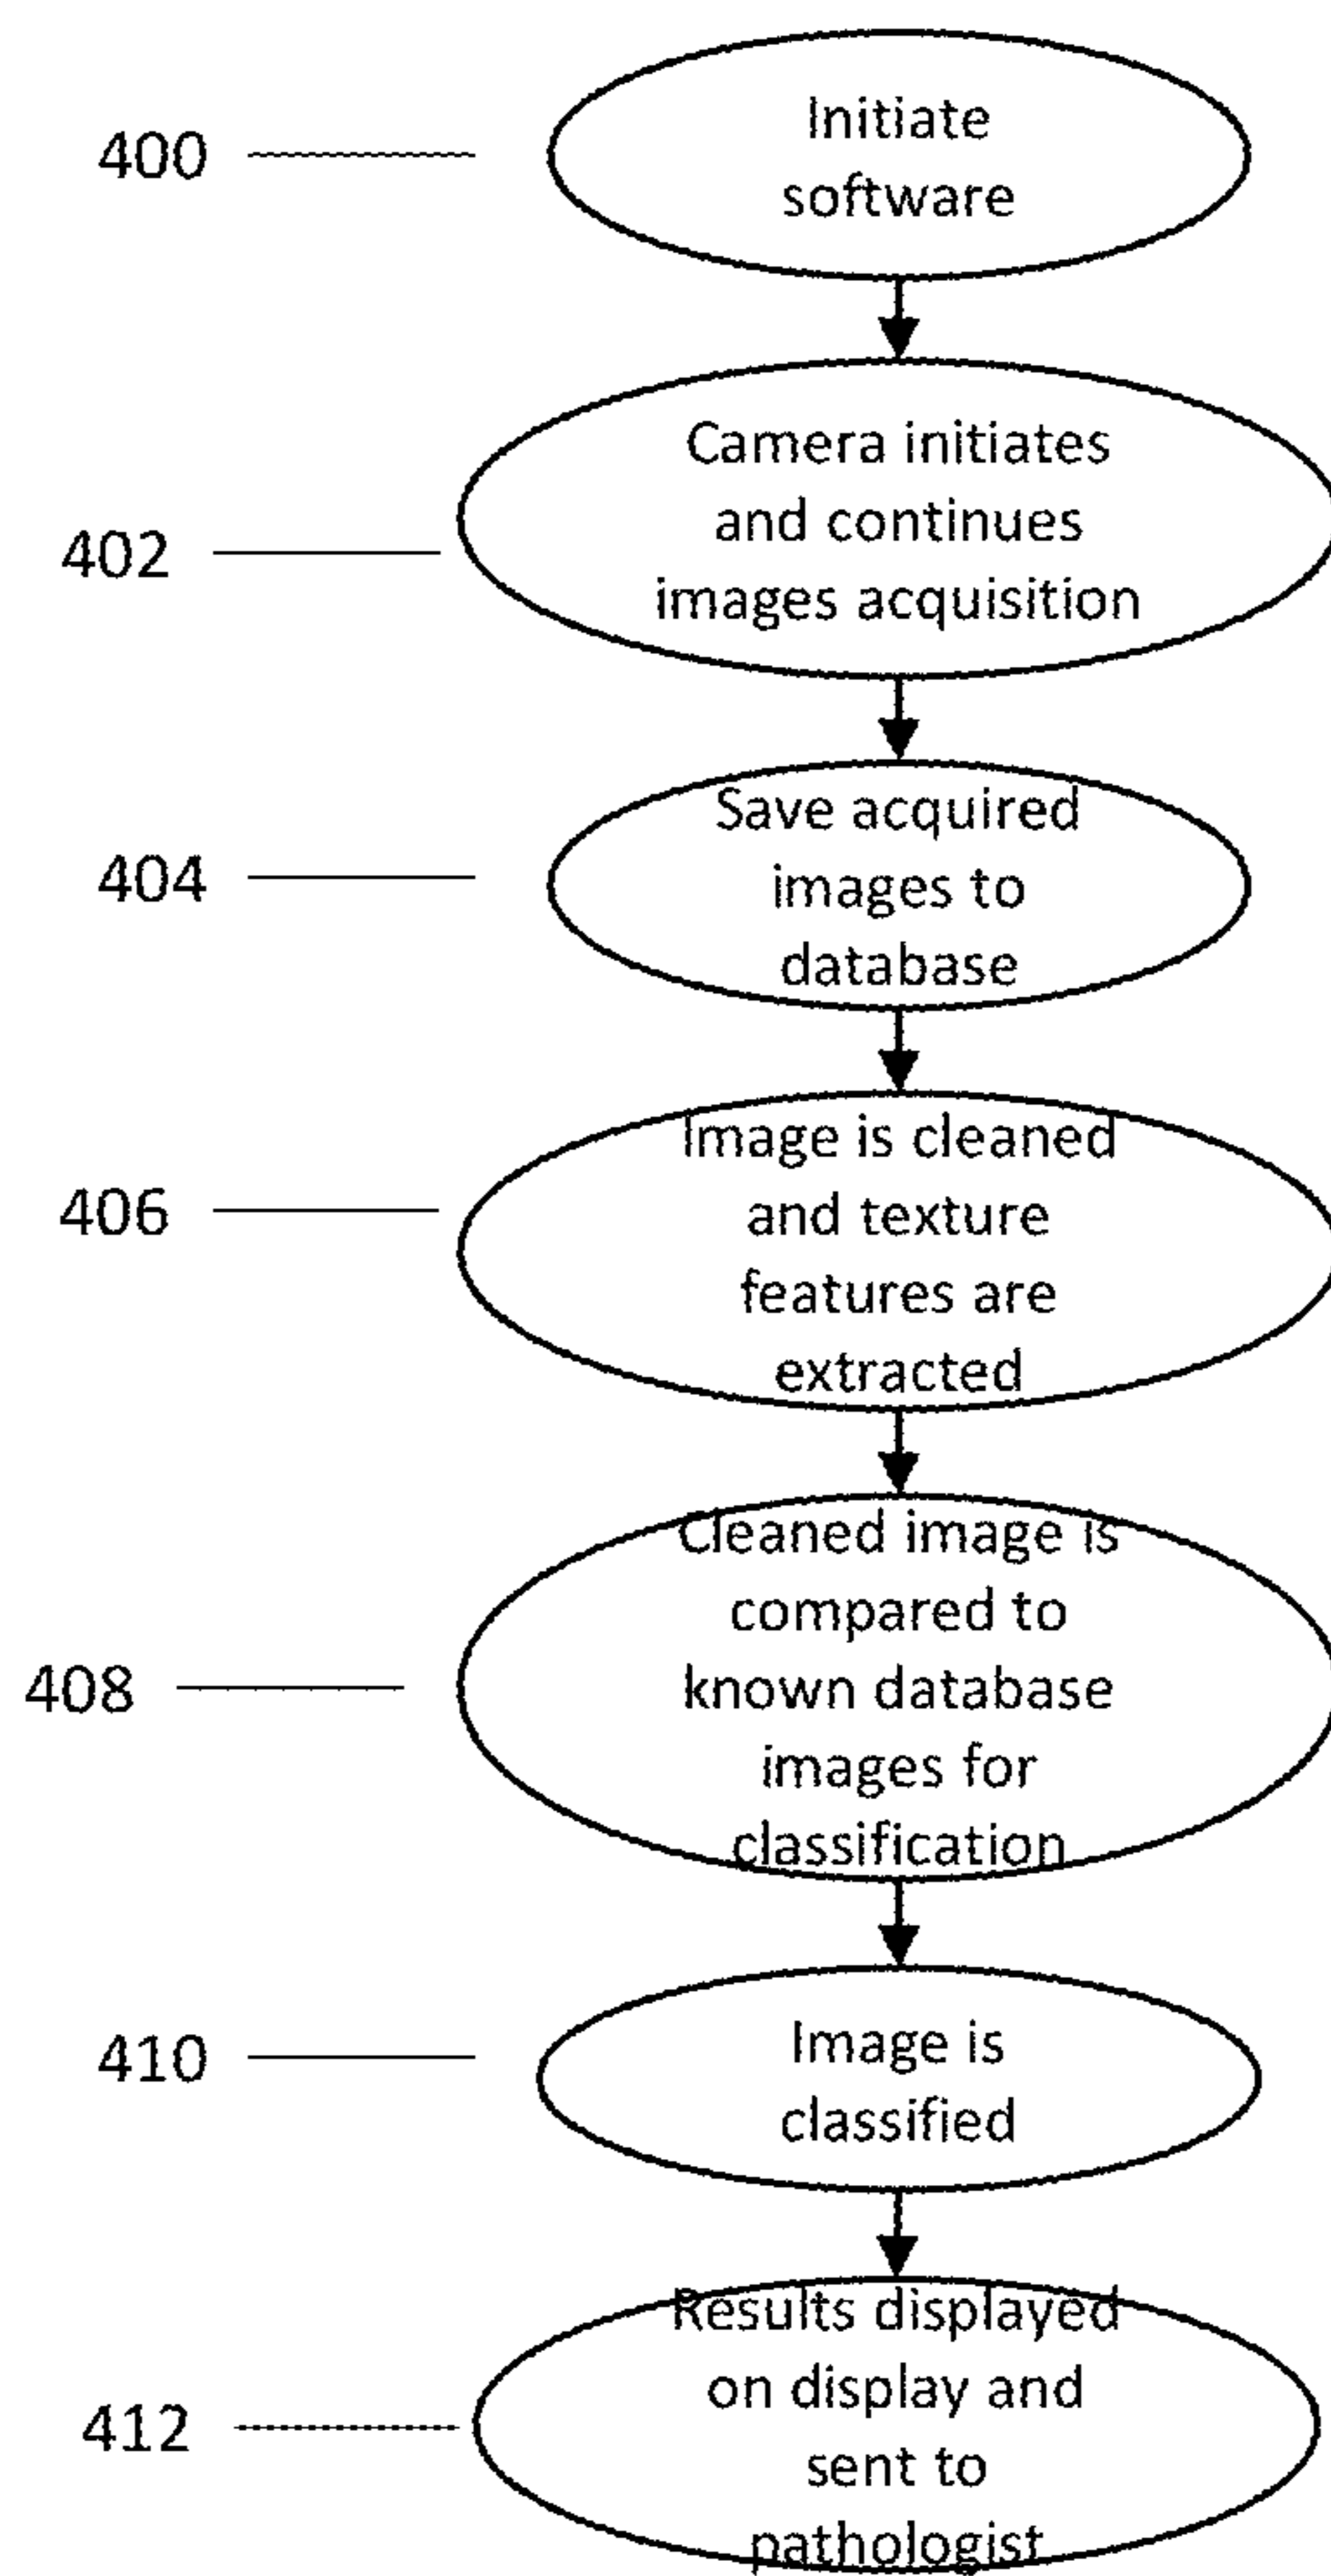 400
Initiate
software
402
Camera initiates
and continues
images acquisition
404
Save acquired
images to
database
406
Image is cleaned
and texture
features are
extracted
408
Cleaned image is
compared to
known database
images for
classification
410
Image is
classified
412
Results displayed
on display and
sent to
pathologist